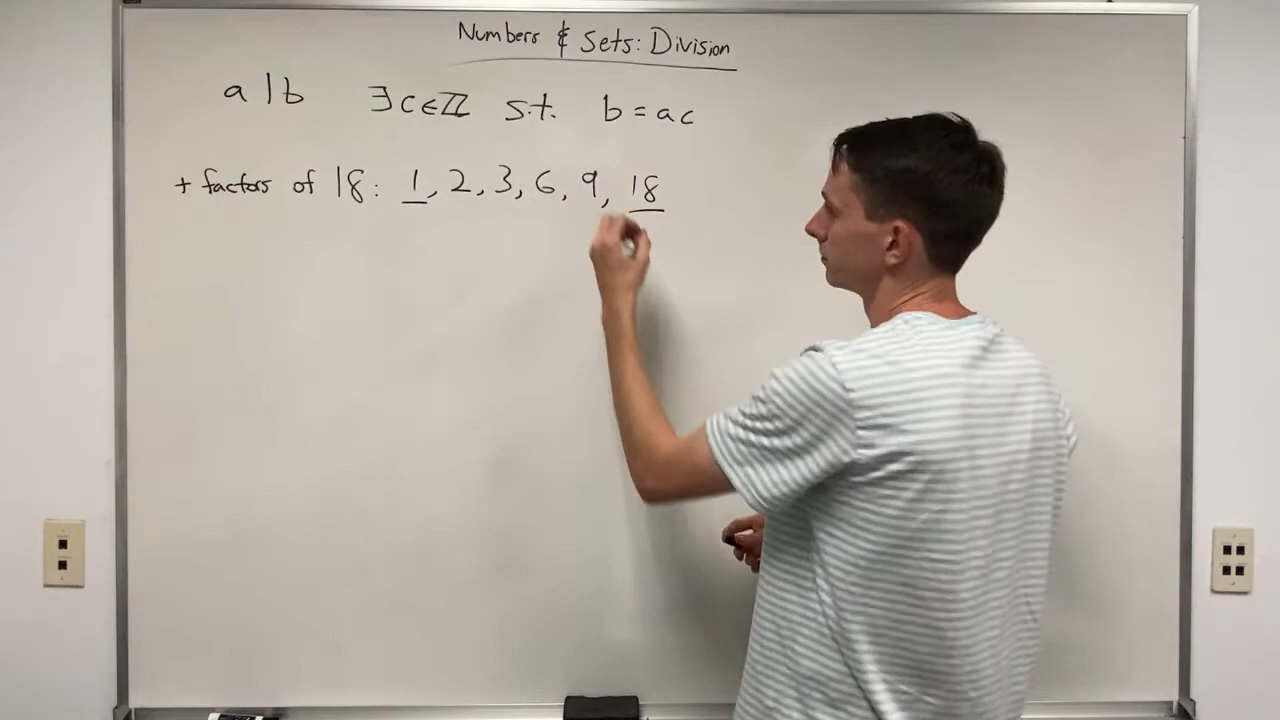 Numbers & Sets: Division
a | b ∃c∈ℤ s.t. b = ac
+ factors of 18: 1, 2, 3, 6, 9, 18